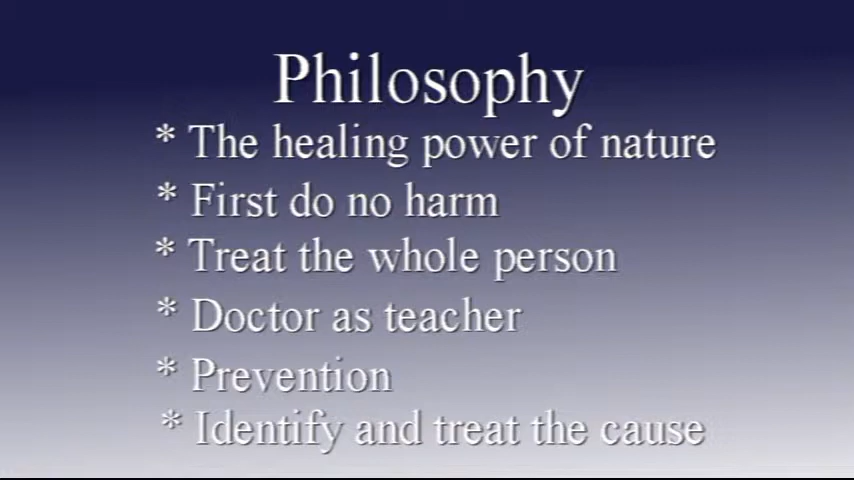 Philosophy
* The healing power of nature
* First do no harm
* Treat the whole person
* Doctor as teacher
* Prevention
* Identify and treat the cause